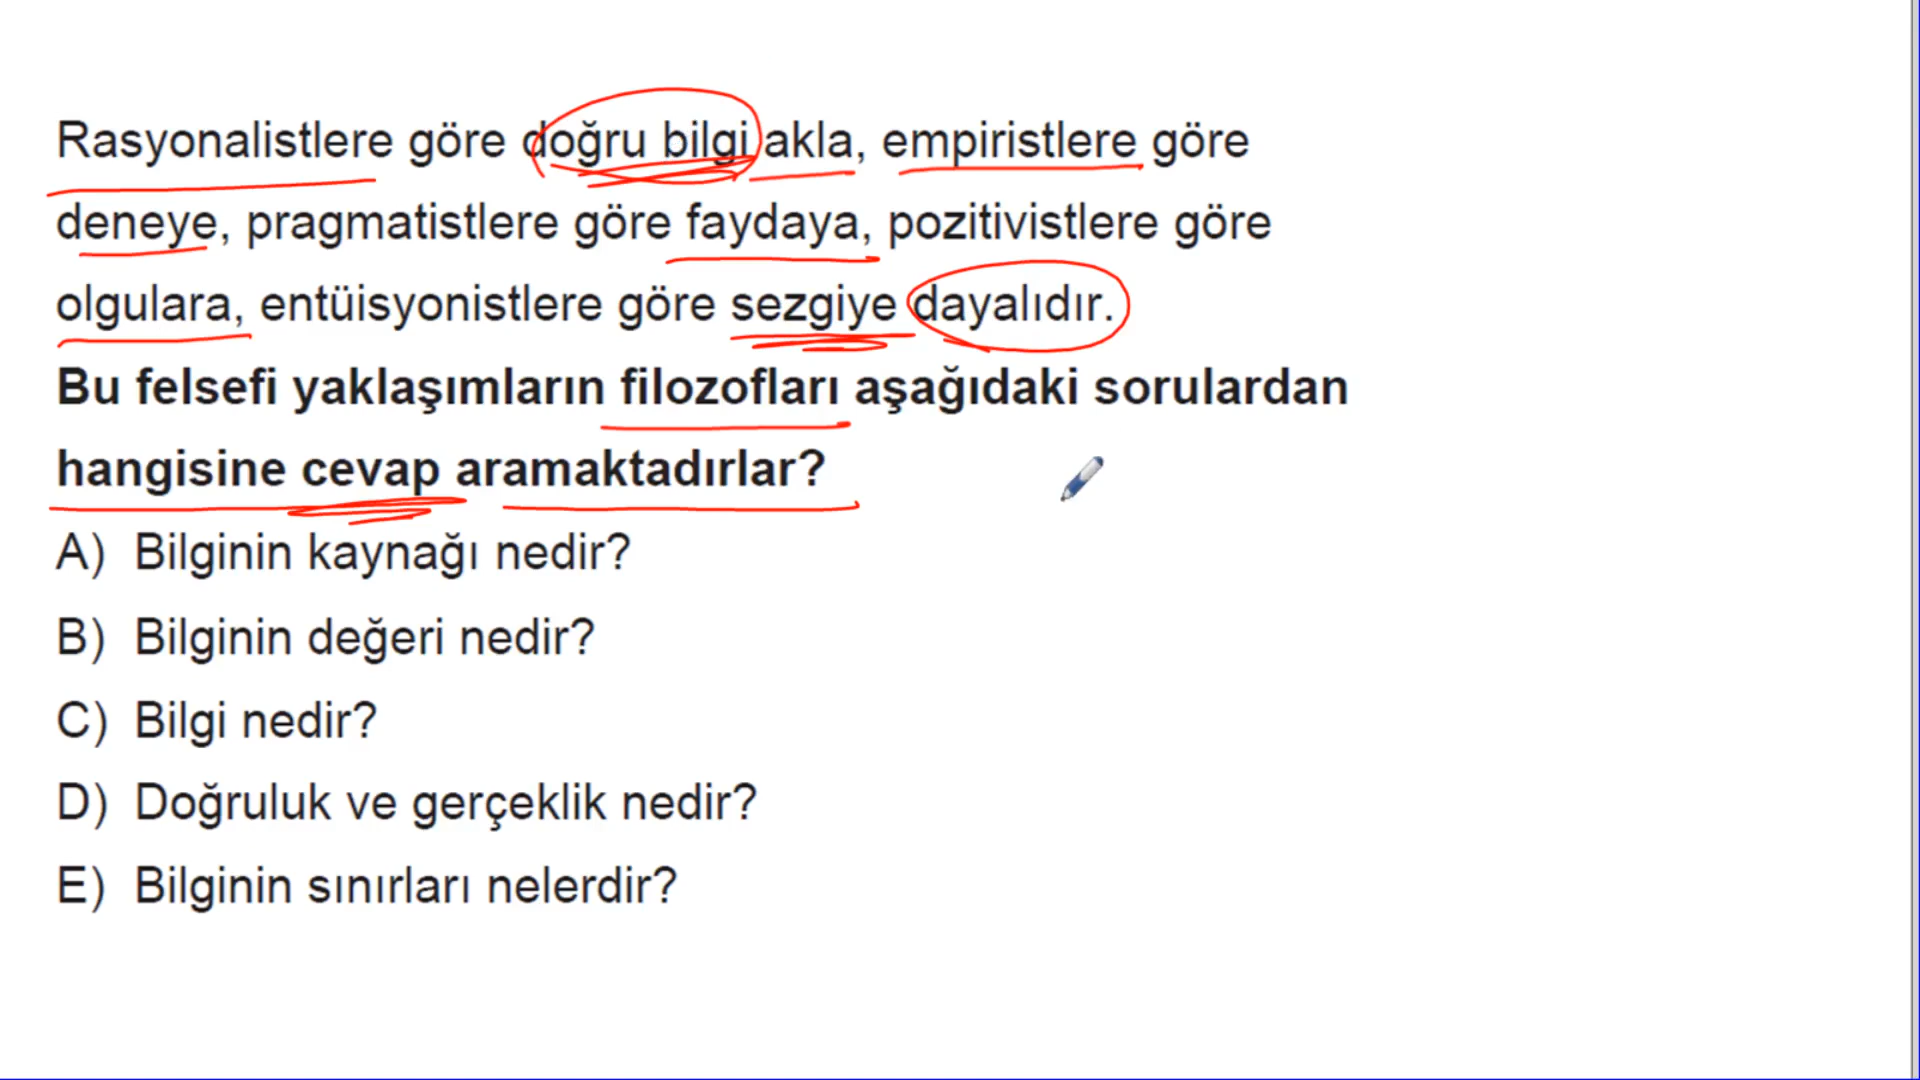 Rasyonalistlere göre doğru bilgi akla, empiristlere göre
deneye, pragmatistlere göre faydaya, pozitivistlere göre
olgulara, entüisyonistlere göre sezgiye dayalıdır.
Bu felsefi yaklaşımların filozofları aşağıdaki sorulardan
hangisine cevap aramaktadırlar?
A) Bilginin kaynağı nedir?
B) Bilginin değeri nedir?
C) Bilgi nedir?
D) Doğruluk ve gerçeklik nedir?
E) Bilginin sınırları nelerdir?